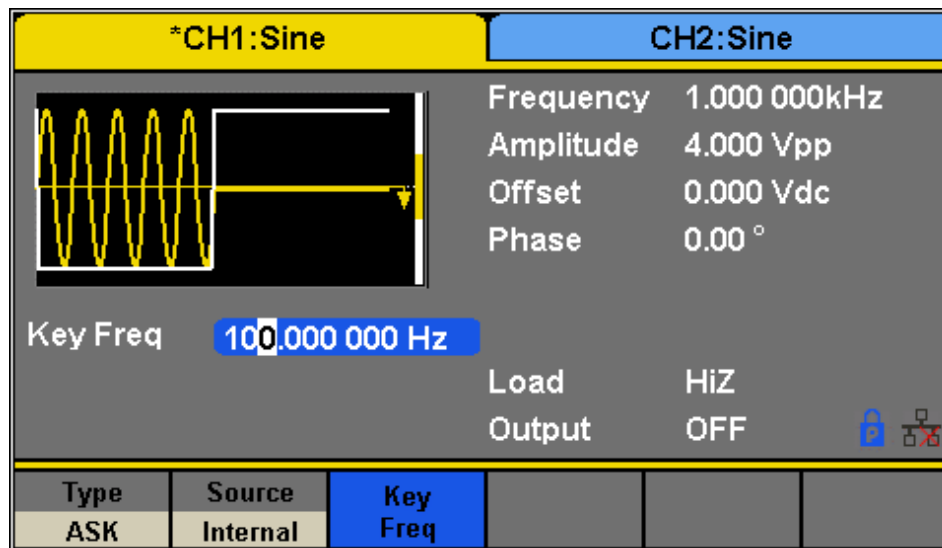 *CH1:Sine
CH2:Sine
Frequency 1.000 000kHz
Amplitude 4.000 Vpp
Offset 0.000 Vdc
Phase 0.00 °
Key Freq 100.000 000 Hz
Load HiZ
Output OFF
P
Type
ASK
Source
Internal
Key
Freq